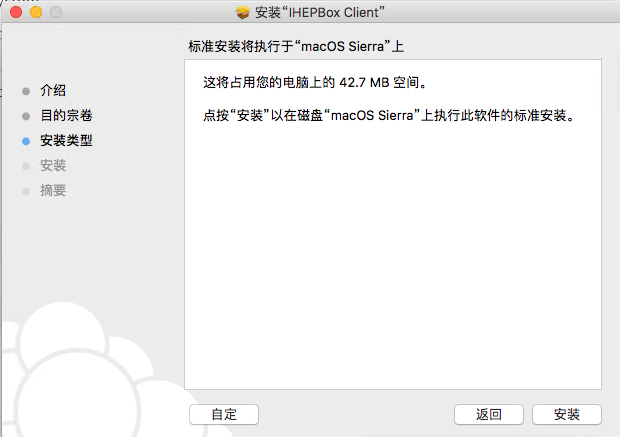 安装“IHEPBox Client”
标准安装将执行于“macOS Sierra”上
介绍
目的宗卷
安装类型
安装
摘要
这将占用您的电脑上的 42.7 MB 空间。
点按“安装”以在磁盘“macOS Sierra”上执行此软件的标准安装。
自定
返回
安装